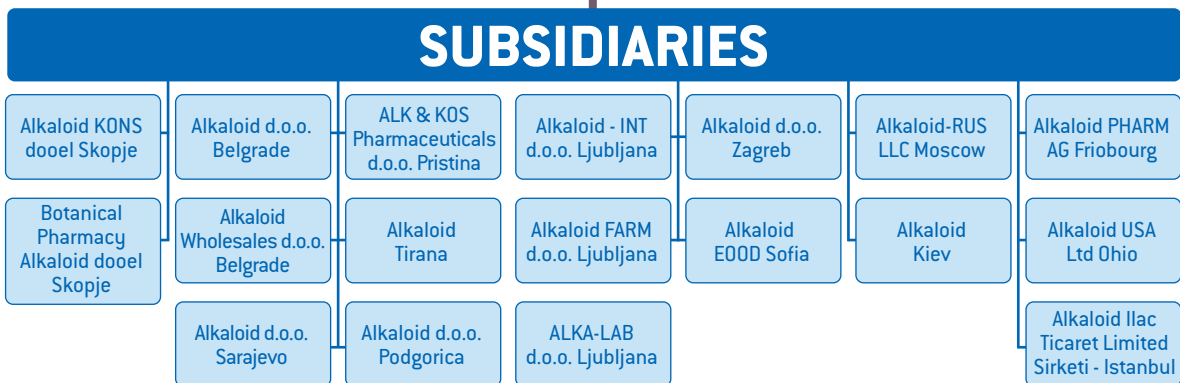 SUBSIDIARIES
Alkaloid KONS
dooel Skopje
Alkaloid d.o.o.
Belgrade
ALK & KOS
Pharmaceuticals
d.o.o. Pristina
Alkaloid - INT
d.o.o. Ljubljana
Alkaloid d.o.o.
Zagreb
Alkaloid-RUS
LLC Moscow
Alkaloid PHARM
AG Friobourg
Botanical
Pharmacy
Alkaloid dooel
Skopje
Alkaloid
Wholesales d.o.o.
Belgrade
Alkaloid
Tirana
Alkaloid FARM
d.o.o. Ljubljana
Alkaloid
EOOD Sofia
Alkaloid
Kiev
Alkaloid USA
Ltd Ohio
Alkaloid d.o.o.
Sarajevo
Alkaloid d.o.o.
Podgorica
ALKA-LAB
d.o.o. Ljubljana
Alkaloid Ilac
Ticaret Limited
Sirketi - Istanbul